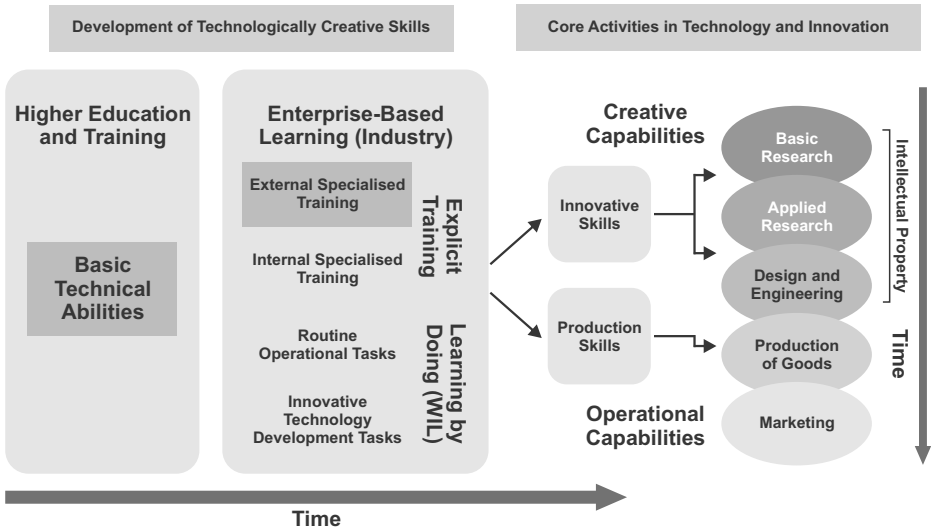 Development of Technologically Creative Skills
Core Activities in Technology and Innovation
Higher Education
and Training
Basic
Technical
Abilities
Enterprise-Based
Learning (Industry)
External Specialised
Training
Internal Specialised
Training
Explicit
Training
Routine
Operational Tasks
Innovative
Technology
Development Tasks
Learning by
Doing (WIL)
Innovative
Skills
Production
Skills
Creative
Capabilities
Operational
Capabilities
Basic
Research
Applied
Research
Design and
Engineering
Production
of Goods
Marketing
Intellectual Property
Time
Time